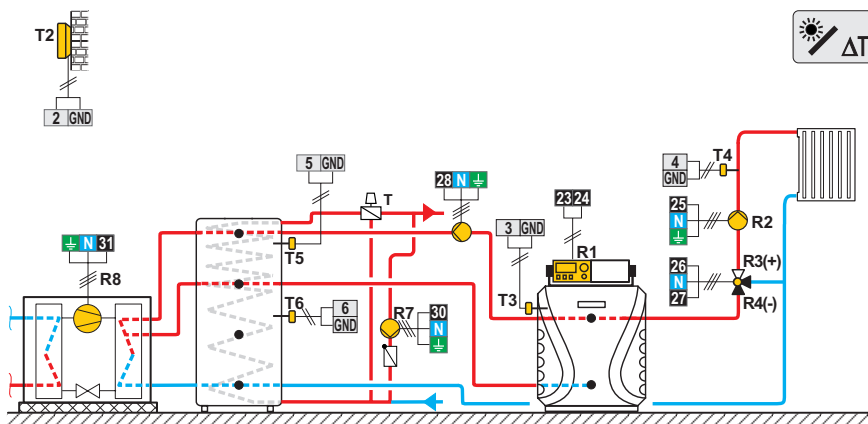 T2
ΔT
2 GND
5 GND
T
28 N
23 24
4
GND
T4
25
N
R2
3 GND
R1
N 31
R8
T5
T6
6
GND
R7
30
N
T3
26
N
27
R3(+)
R4(-)